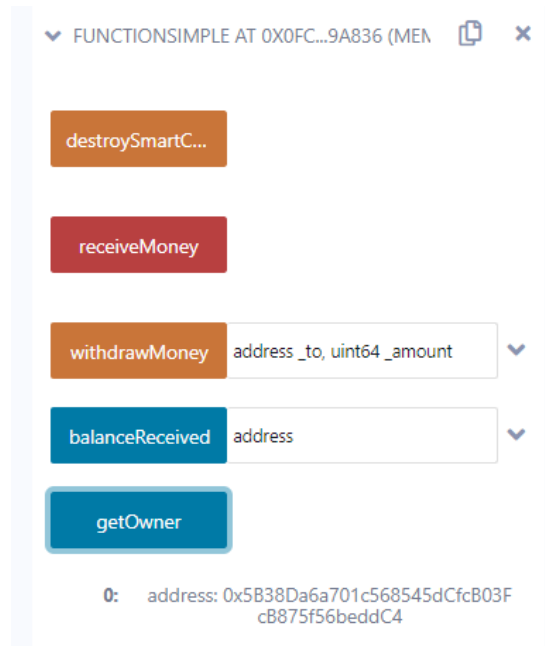 FUNCTIONSIMPLE AT 0X0FC...9A836 (MEN
destroySmartC...
receiveMoney
withdrawMoney address _to, uint64 _amount
balanceReceived address
getOwner
0: address: 0x5B38Da6a701c568545dCfcB03F
cB875f56beddC4